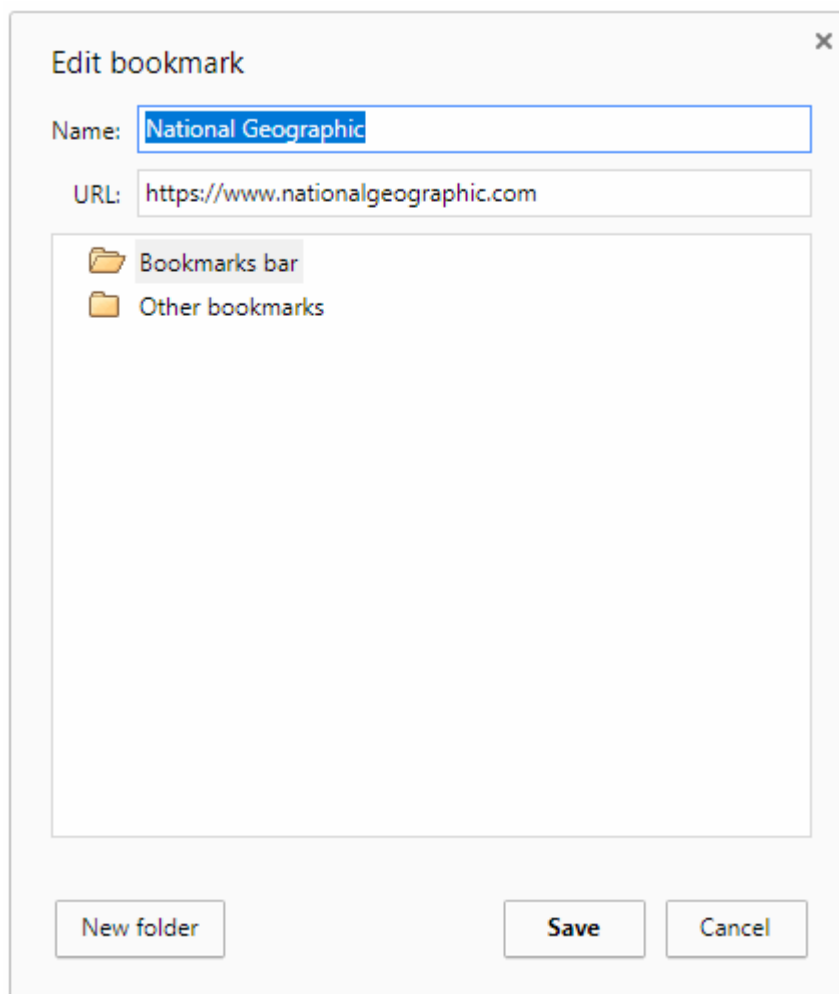 Edit bookmark
Name: National Geographic
URL: https://www.nationalgeographic.com
Bookmarks bar
Other bookmarks
New folder Save Cancel